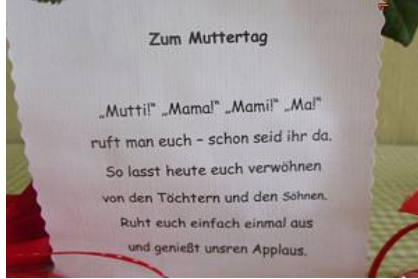 Zum Muttertag
„Mutti!“ „Mama!“ „Mami!“ „Ma!“
ruft man euch – schon seid ihr da.
So lasst heute euch verwöhnen
von den Töchtern und den Söhnen.
Ruht euch einfach einmal aus
und genießt unsren Applaus.